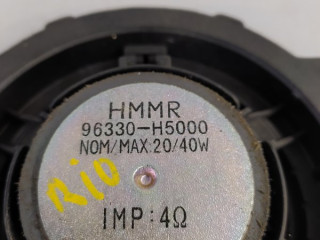 HMMR
96330-H5000
NOM/MAX:20/40W
RIO
IMP:4Ω